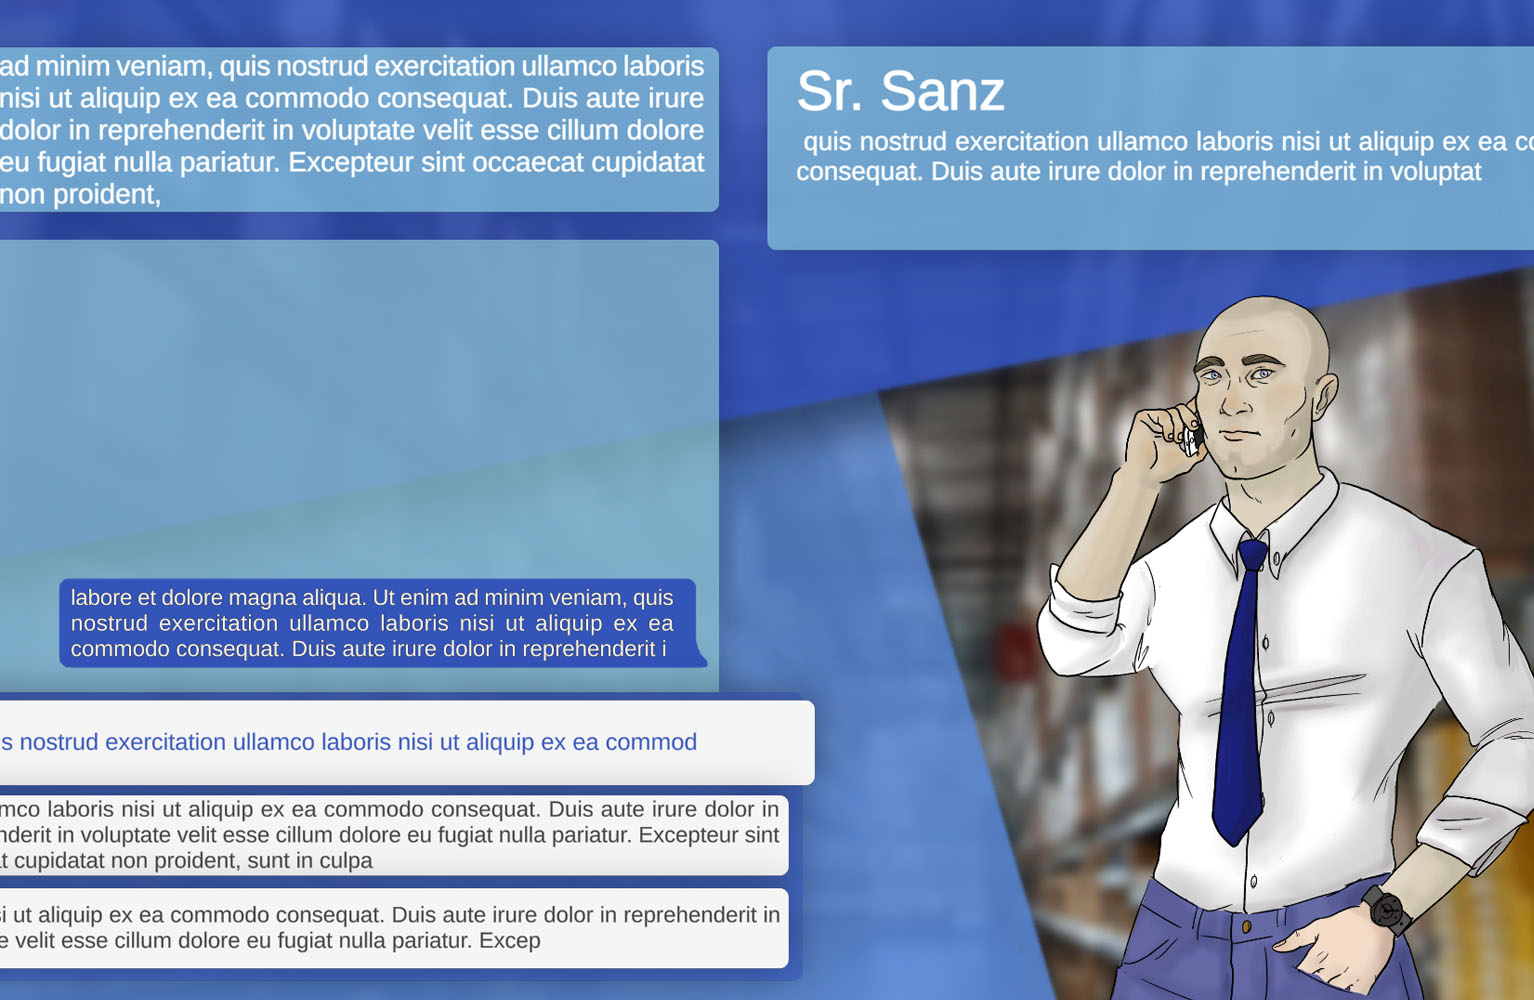 ad minim veniam, quis nostrud exercitation ullamco laboris
nisi ut aliquip ex ea commodo consequat. Duis aute irure
dolor in reprehenderit in voluptate velit esse cillum dolore
eu fugiat nulla pariatur. Excepteur sint occaecat cupidatat
non proident,
Sr. Sanz
quis nostrud exercitation ullamco laboris nisi ut aliquip ex ea
consequat. Duis aute irure dolor in reprehenderit in voluptat
labore et dolore magna aliqua. Ut enim ad minim veniam, quis
nostrud exercitation ullamco laboris nisi ut aliquip ex ea
commodo consequat. Duis aute irure dolor in reprehenderit i
s nostrud exercitation ullamco laboris nisi ut aliquip ex ea commod
mco laboris nisi ut aliquip ex ea commodo consequat. Duis aute irure dolor in
nderit in voluptate velit esse cillum dolore eu fugiat nulla pariatur. Excepteur sint
t cupidatat non proident, sunt in culpa
si ut aliquip ex ea commodo consequat. Duis aute irure dolor in reprehenderit in
e velit esse cillum dolore eu fugiat nulla pariatur. Excep